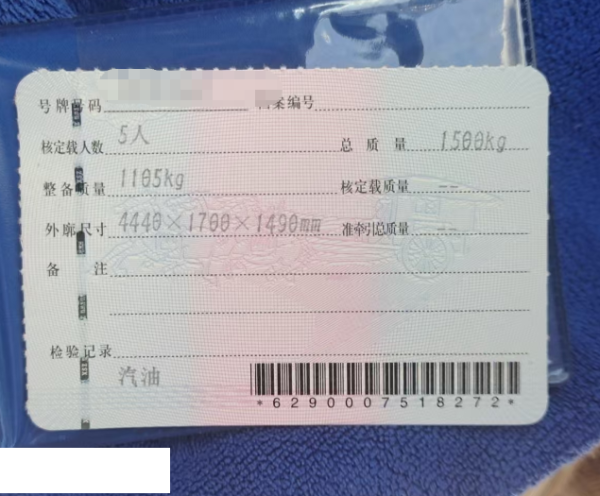 号牌号码 档案编号
核定载人数 5人 总质量 1500kg
整备质量 1105kg 核定载质量 --
外廓尺寸 4440×1700×1490mm 准牵引总质量 --
备注
检验记录
汽油
*6290007518272*